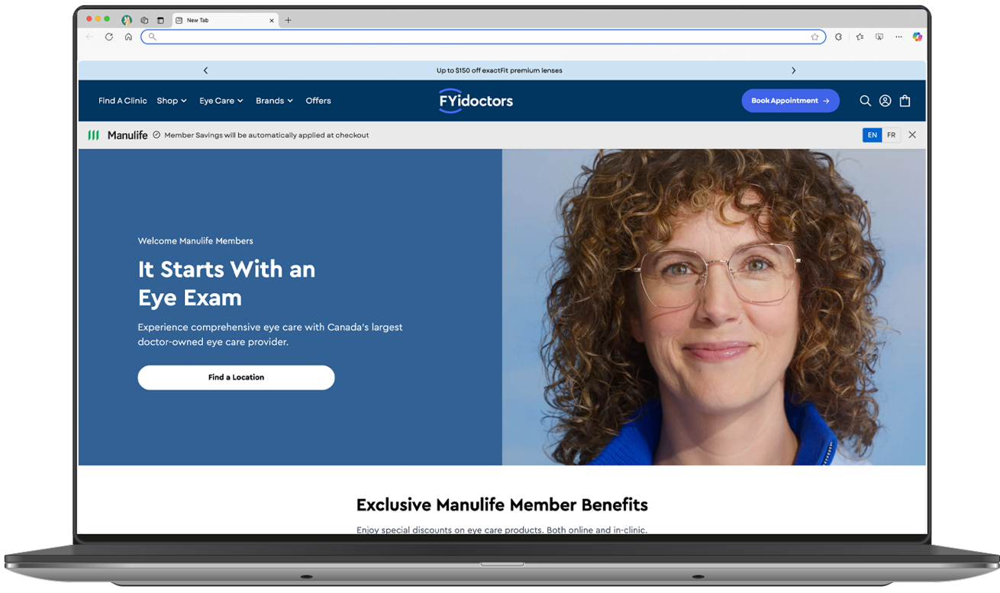 New Tab
Up to $150 off exactFit premium lenses
Find A Clinic Shop Eye Care Brands Offers
FYidoctors
Book Appointment →
Manulife Member Savings will be automatically applied at checkout
EN FR
Welcome Manulife Members
It Starts With an
Eye Exam
Experience comprehensive eye care with Canada's largest
doctor-owned eye care provider.
Find a Location
Exclusive Manulife Member Benefits
Enjoy special discounts on eye care products. Both online and in-clinic.